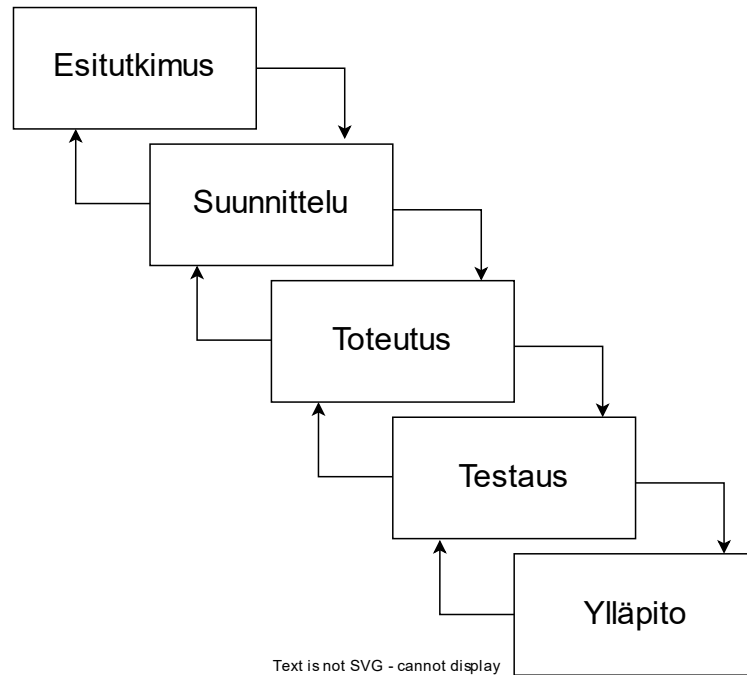 Esitutkimus
Suunnittelu
Toteutus
Testaus
Ylläpito
Text is not SVG - cannot display